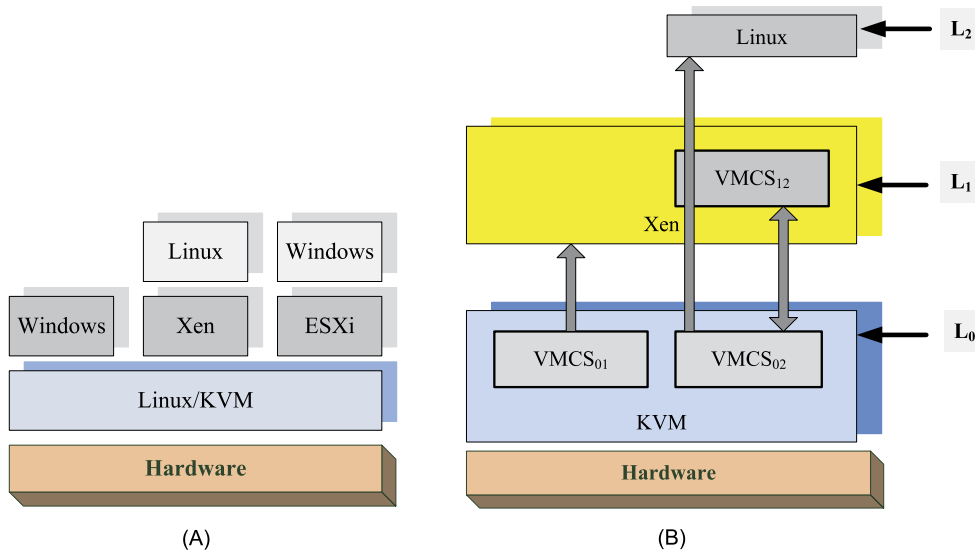 Linux
Windows
Windows
Xen
ESXi
Linux/KVM
Hardware
(A)
Linux
L₂
VMCS₁₂
L₁
Xen
L₀
VMCS₀₁
VMCS₀₂
KVM
Hardware
(B)